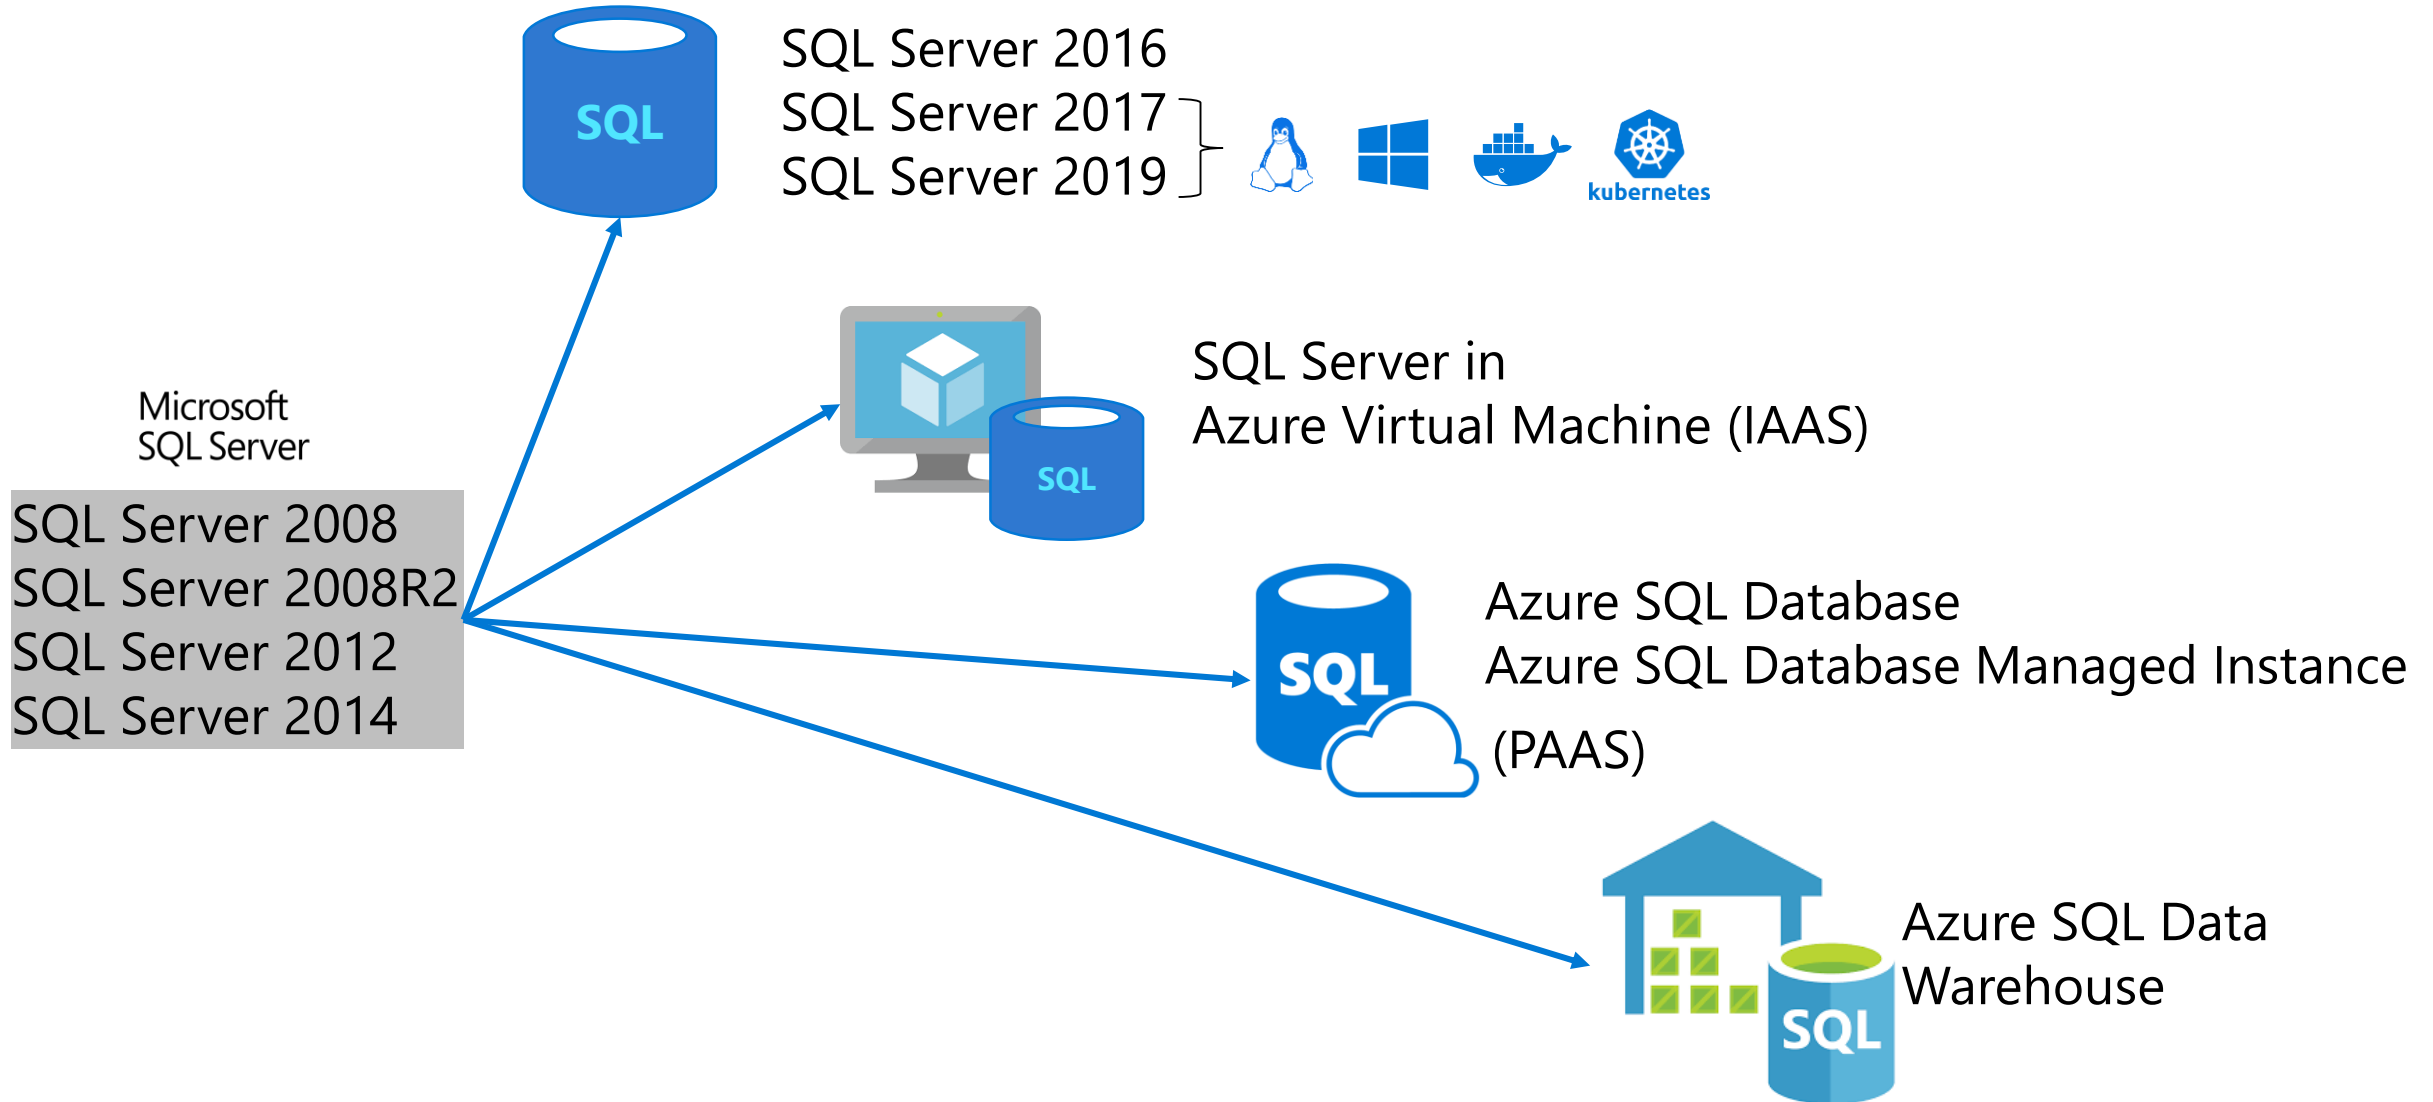 SQL
SQL Server 2016
SQL Server 2017
SQL Server 2019
kubernetes
SQL Server in
Azure Virtual Machine (IAAS)
SQL
Microsoft
SQL Server
SQL Server 2008
SQL Server 2008R2
SQL Server 2012
SQL Server 2014
SQL
Azure SQL Database
Azure SQL Database Managed Instance
(PAAS)
Azure SQL Data
Warehouse
SQL